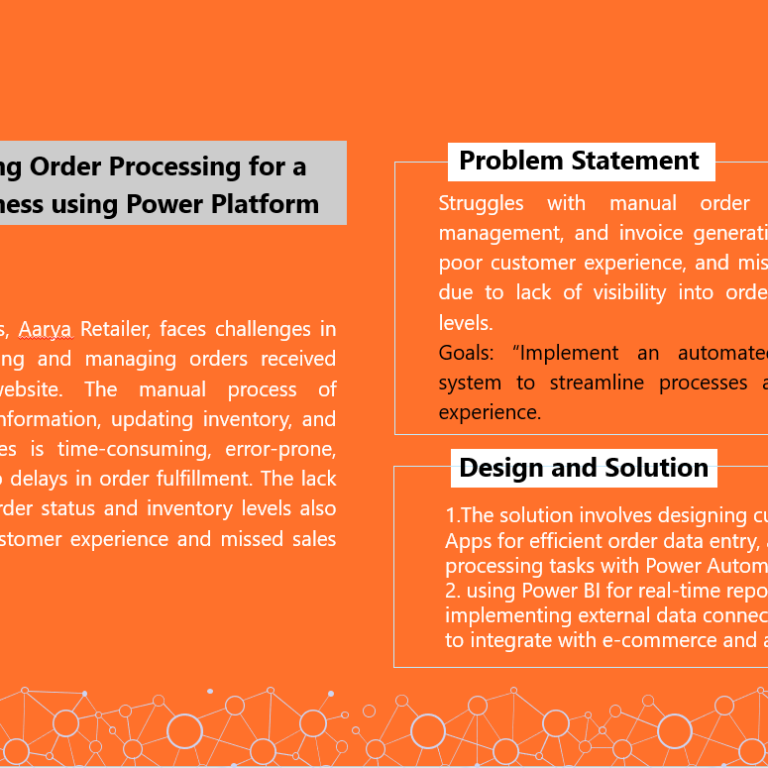 ng Order Processing for a
ness using Power Platform
s, Aarya Retailer, faces challenges in
ing and managing orders received
website. The manual process of
information, updating inventory, and
es is time-consuming, error-prone,
delays in order fulfillment. The lack
rder status and inventory levels also
stomer experience and missed sales
Problem Statement
Struggles with manual order
management, and invoice generati
poor customer experience, and mis
due to lack of visibility into orde
levels.
Goals: “Implement an automated
system to streamline processes a
experience.
Design and Solution
1.The solution involves designing cu
Apps for efficient order data entry,
processing tasks with Power Autom
2. using Power BI for real-time repo
implementing external data connec
to integrate with e-commerce and a